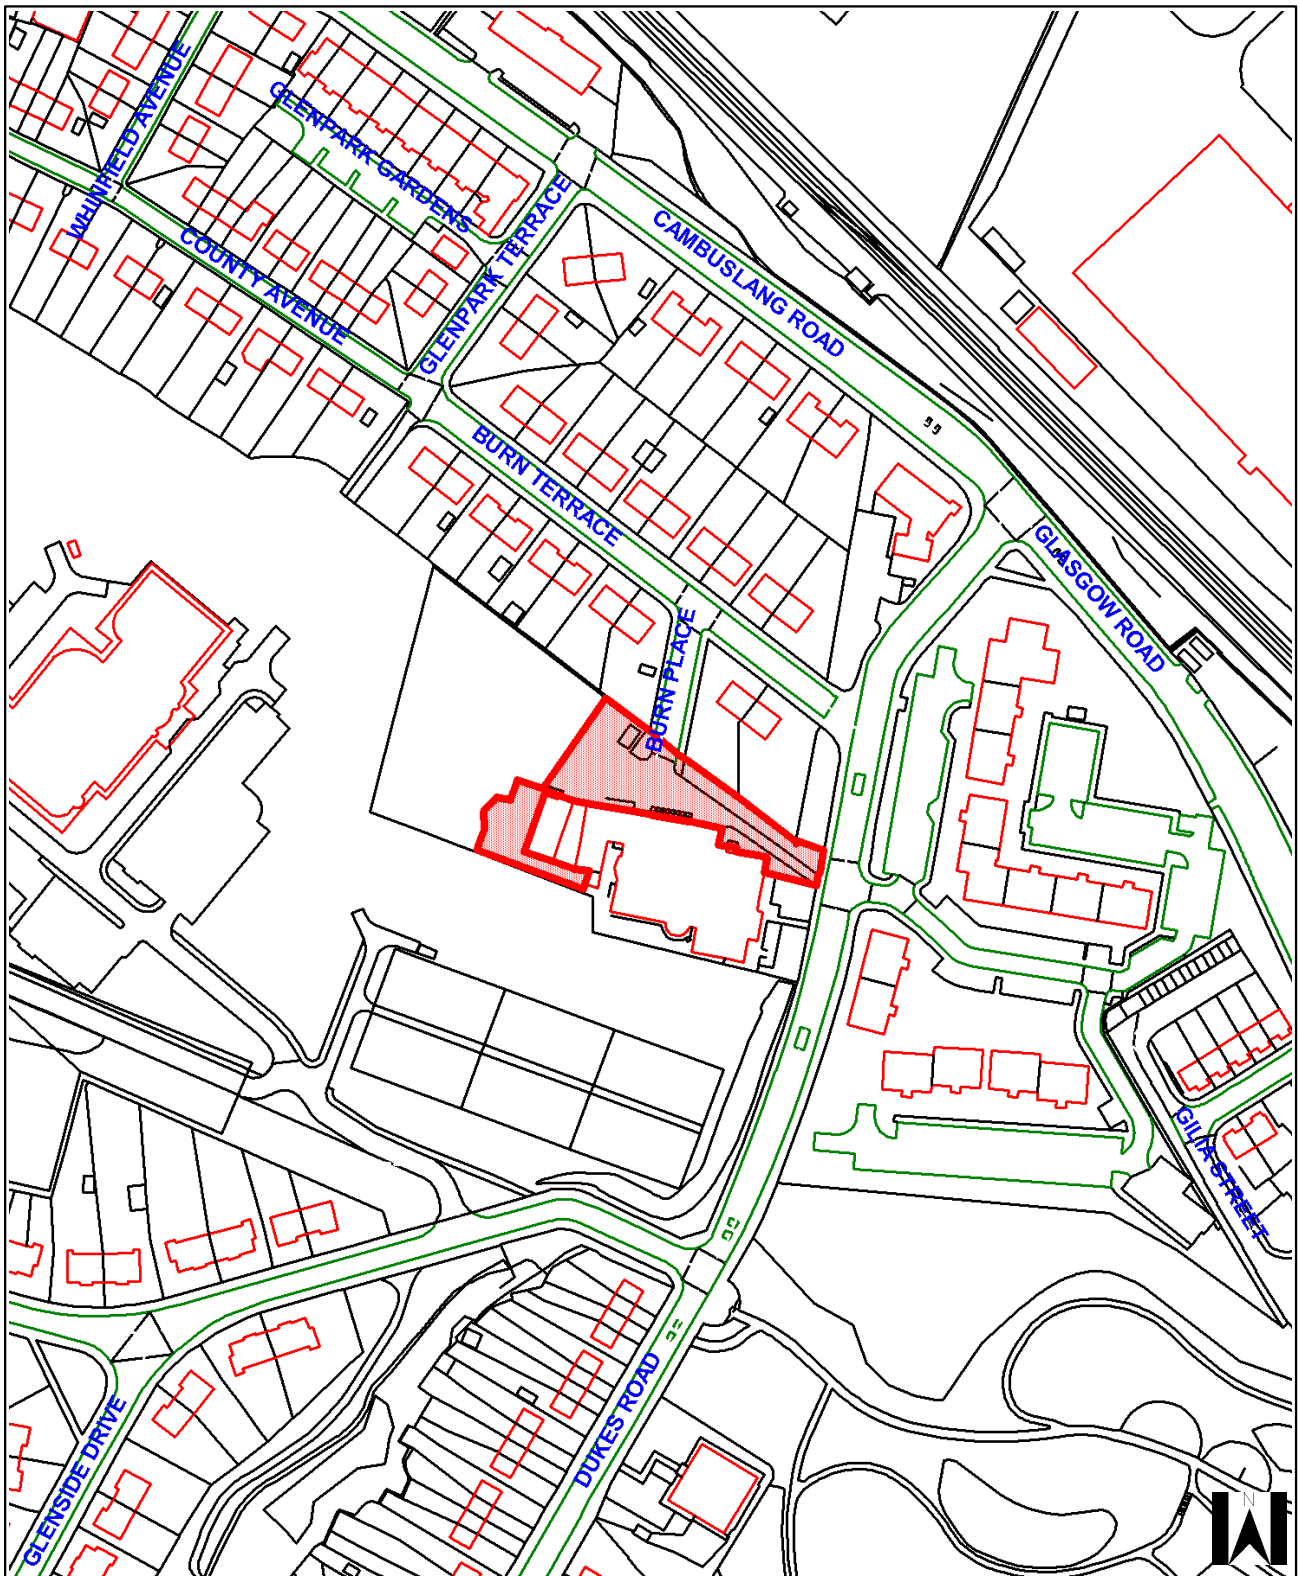 WHINFIELD AVENUE
GLENPARK GARDENS
COUNTY AVENUE
GLENPARK TERRACE
CAMBUSLANG ROAD
BURN TERRACE
GLASGOW ROAD
BURN PLACE
GILIA STREET
DUKES ROAD
GLENSIDE DRIVE
N